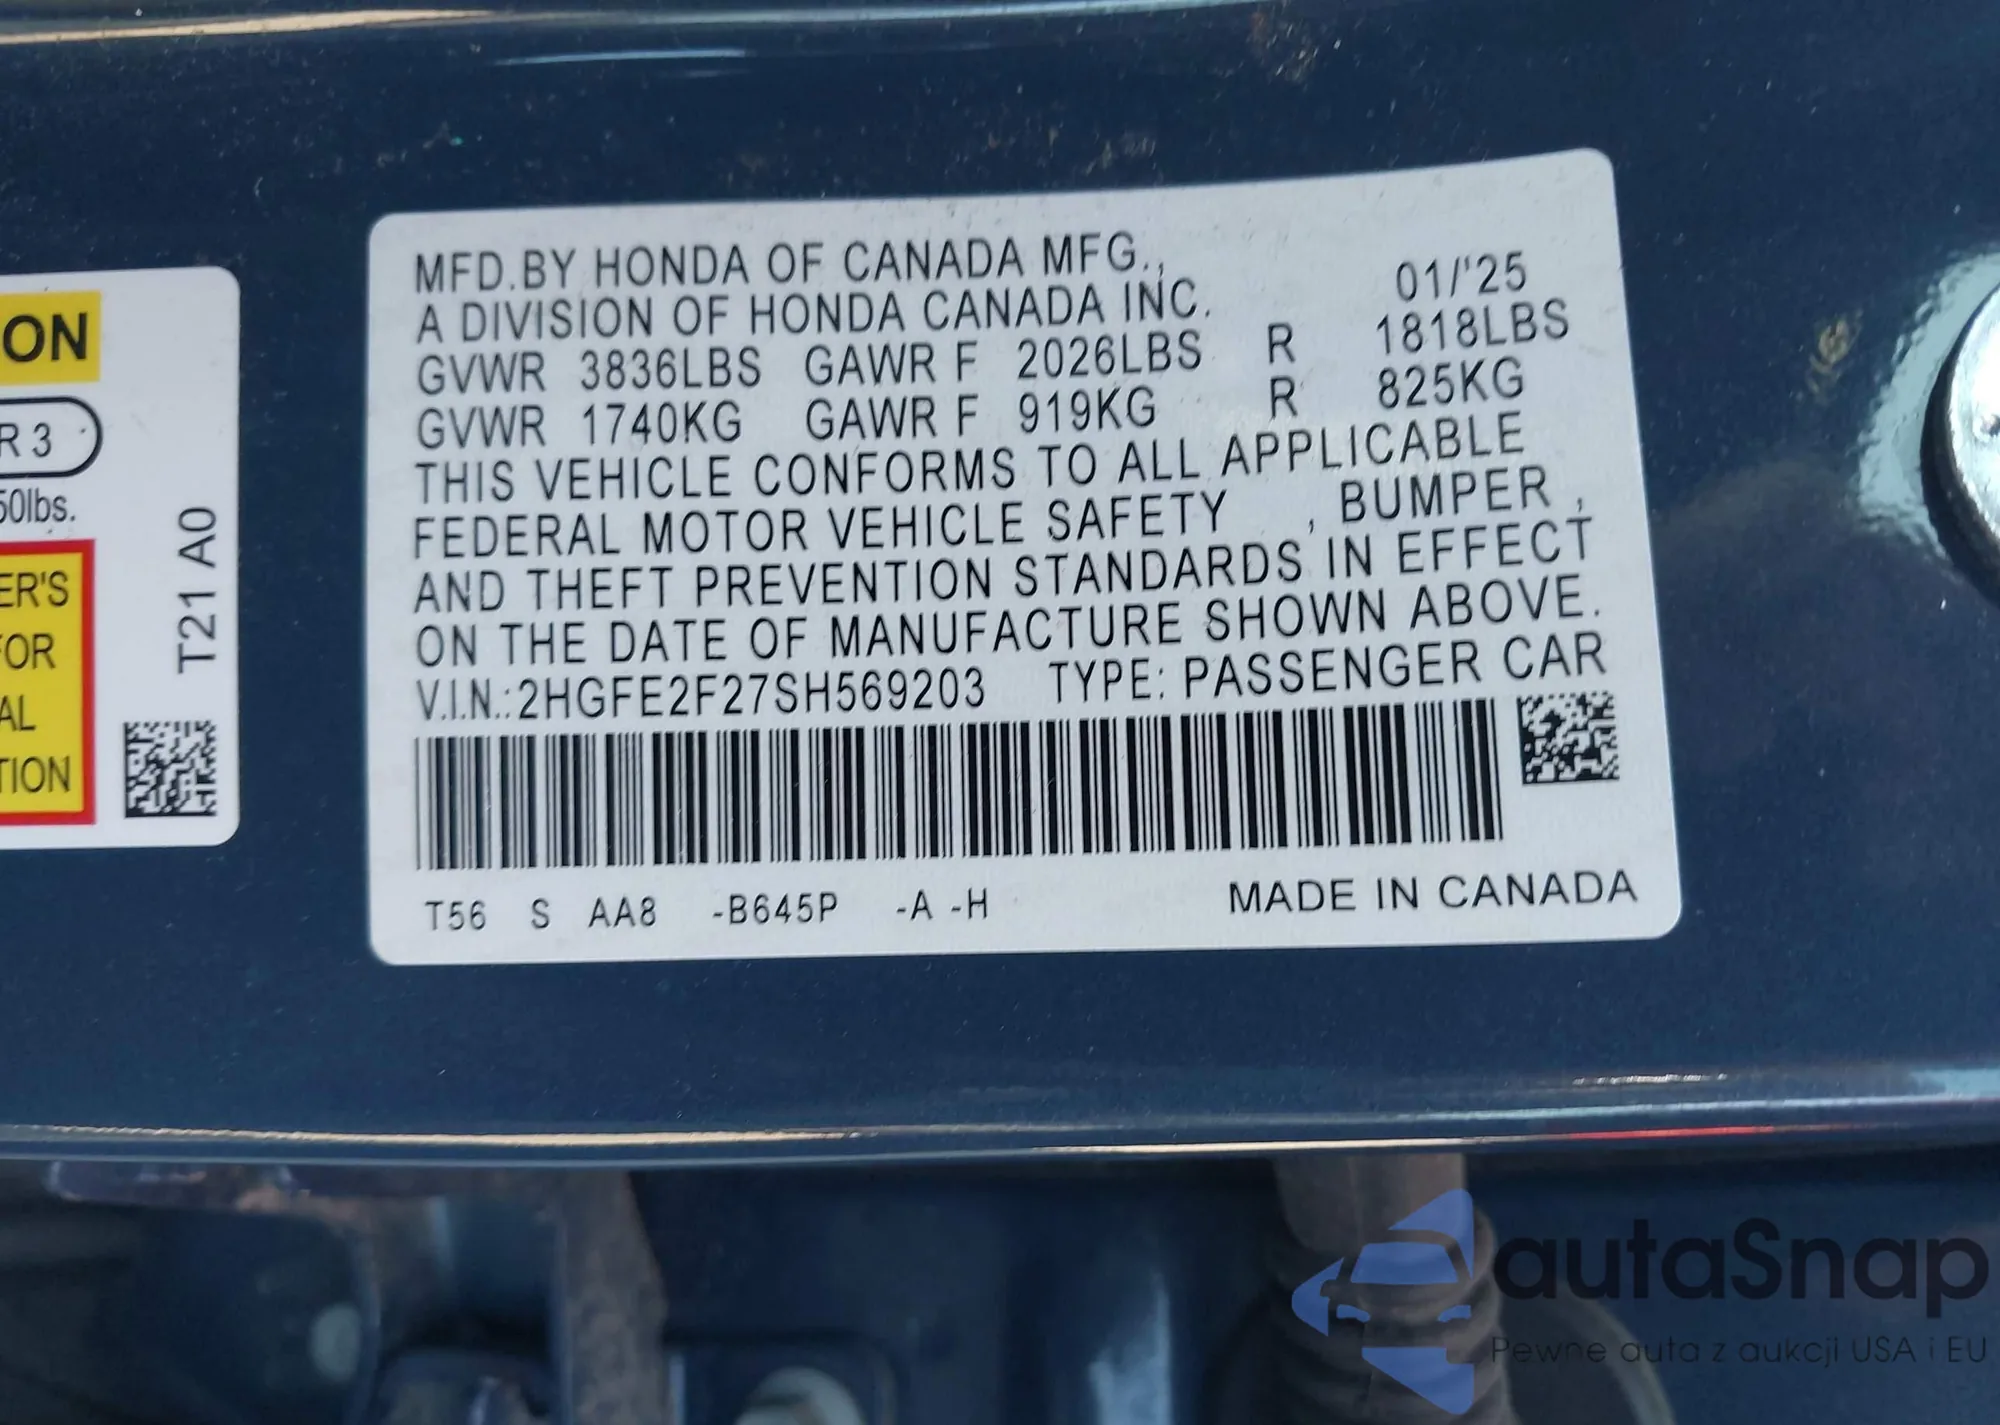 MFD.BY HONDA OF CANADA MFG.,
A DIVISION OF HONDA CANADA INC. 01/'25
GVWR 3836LBS GAWR F 2026LBS R 1818LBS
GVWR 1740KG GAWR F 919KG R 825KG
THIS VEHICLE CONFORMS TO ALL APPLICABLE
FEDERAL MOTOR VEHICLE SAFETY , BUMPER ,
AND THEFT PREVENTION STANDARDS IN EFFECT
ON THE DATE OF MANUFACTURE SHOWN ABOVE.
V.I.N.:2HGFE2F27SH569203 TYPE: PASSENGER CAR
T56 S AA8 -B645P -A -H MADE IN CANADA
ON
R 3
50lbs.
ER'S
FOR
AL
TION
T21 A0
autaSnap
Pewne auta z aukcji USA i EU